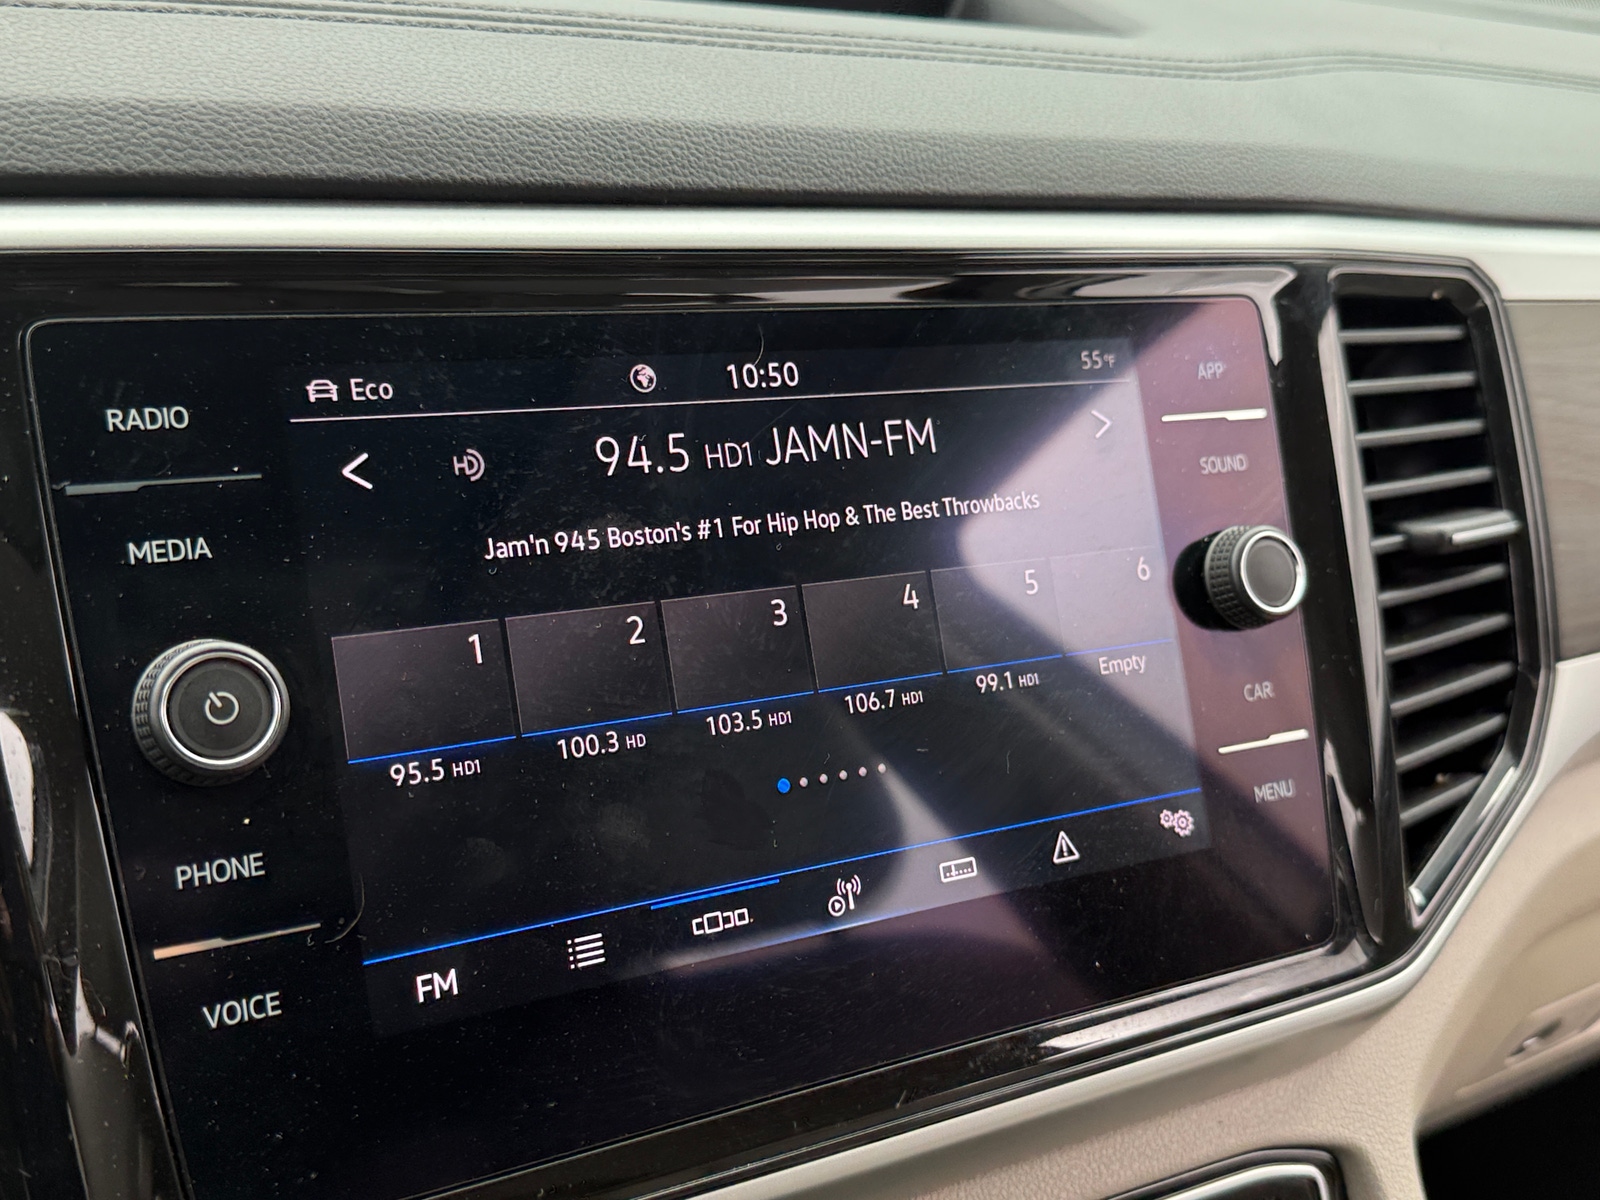 Eco 10:50 55°F
RADIO
APP
94.5 HD1 JAMN-FM
HD
SOUND
Jam'n 945 Boston's #1 For Hip Hop & The Best Throwbacks
MEDIA
1 2 3 4 5 6
95.5 HD1 100.3 HD 103.5 HD1 106.7 HD1 99.1 HD1 Empty
CAR
MENU
PHONE
FM
VOICE